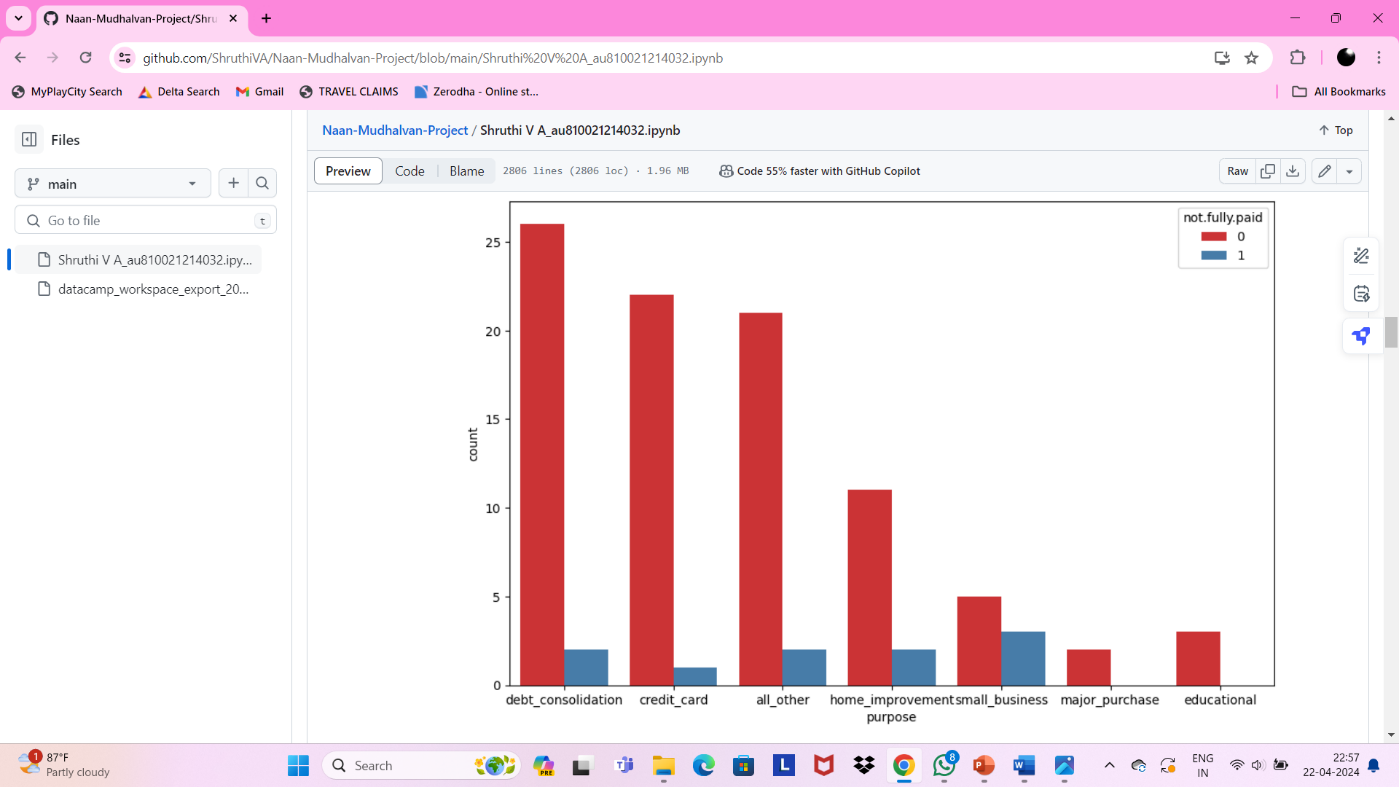 Naan-Mudhalvan-Project/Shru
github.com/ShruthiVA/Naan-Mudhalvan-Project/blob/main/Shruthi%20V%20A_au810021214032.ipynb
MyPlayCity Search
Delta Search
Gmail
TRAVEL CLAIMS
Zerodha - Online st...
All Bookmarks
Files
main
Go to file
t
Shruthi V A_au810021214032.ipy...
datacamp_workspace_export_20...
Naan-Mudhalvan-Project / Shruthi V A_au810021214032.ipynb
Top
Preview
Code
Blame
2806 lines (2806 loc) · 1.96 MB
Code 55% faster with GitHub Copilot
Raw
not.fully.paid
0
1
25
20
15
10
5
0
count
debt_consolidation
credit_card
all_other
home_improvement
small_business
major_purchase
educational
purpose
1
87°F
Partly cloudy
Search
PRE
L
8
P
W
ENG
IN
22:57
22-04-2024